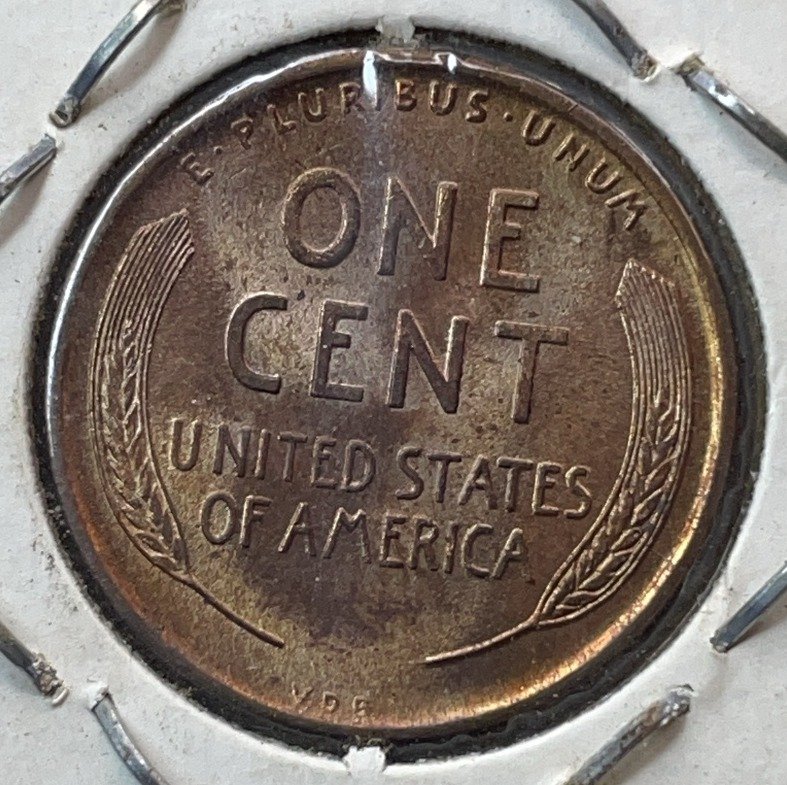 E·PLURIBUS·UNUM
ONE
CENT
UNITED STATES
OF AMERICA
VDB